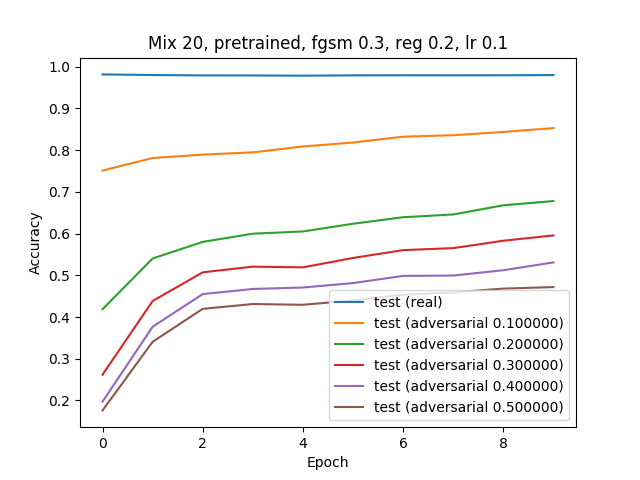 Mix 20, pretrained, fgsm 0.3, reg 0.2, lr 0.1
1.0
0.9
0.8
0.7
0.6
0.5
0.4
0.3
0.2
Accuracy
test (real)
test (adversarial 0.100000)
test (adversarial 0.200000)
test (adversarial 0.300000)
test (adversarial 0.400000)
test (adversarial 0.500000)
0 2 4 6 8
Epoch